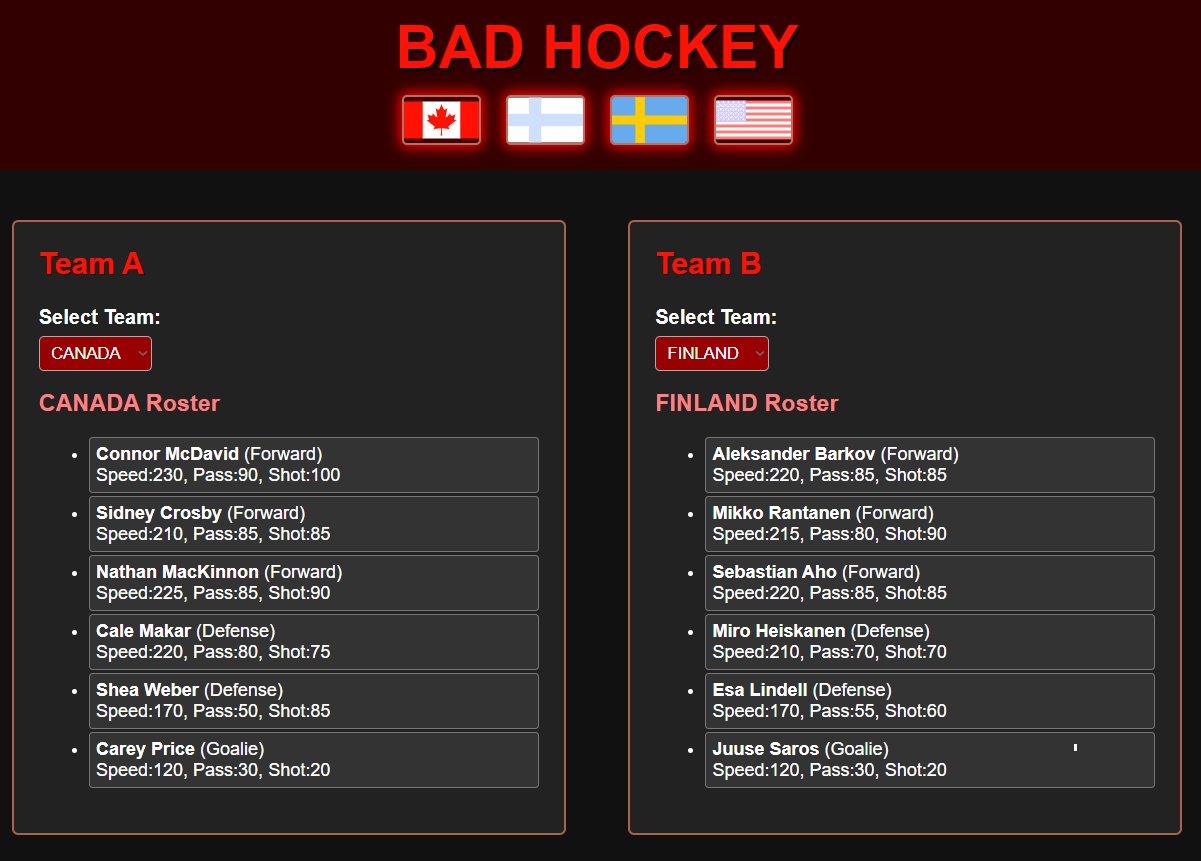 BAD HOCKEY
Team A
Select Team:
CANADA
CANADA Roster
Connor McDavid (Forward)
Speed:230, Pass:90, Shot:100
Sidney Crosby (Forward)
Speed:210, Pass:85, Shot:85
Nathan MacKinnon (Forward)
Speed:225, Pass:85, Shot:90
Cale Makar (Defense)
Speed:220, Pass:80, Shot:75
Shea Weber (Defense)
Speed:170, Pass:50, Shot:85
Carey Price (Goalie)
Speed:120, Pass:30, Shot:20
Team B
Select Team:
FINLAND
FINLAND Roster
Aleksander Barkov (Forward)
Speed:220, Pass:85, Shot:85
Mikko Rantanen (Forward)
Speed:215, Pass:80, Shot:90
Sebastian Aho (Forward)
Speed:220, Pass:85, Shot:85
Miro Heiskanen (Defense)
Speed:210, Pass:70, Shot:70
Esa Lindell (Defense)
Speed:170, Pass:55, Shot:60
Juuse Saros (Goalie)
Speed:120, Pass:30, Shot:20